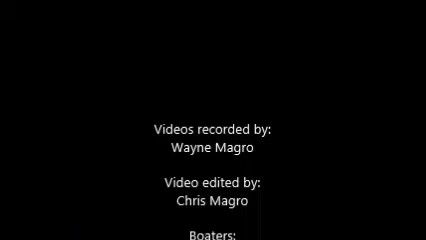 Videos recorded by:
Wayne Magro
Video edited by:
Chris Magro
Boaters: